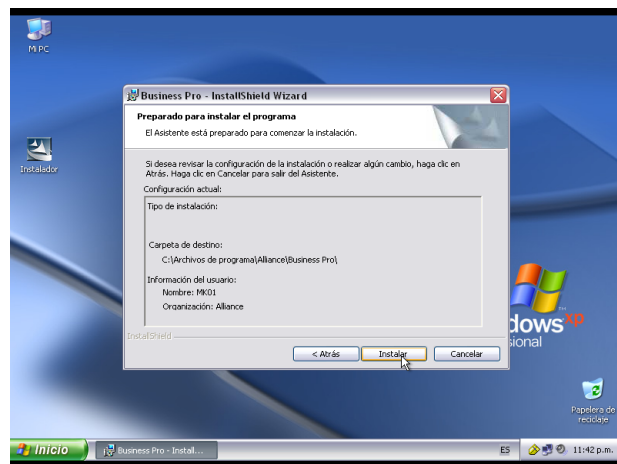 Mi PC
Business Pro - InstallShield Wizard
Preparado para instalar el programa
El Asistente está preparado para comenzar la instalación.
Instalador
Si desea revisar la configuración de la instalación o realizar algún cambio, haga clic en
Atrás. Haga clic en Cancelar para salir del Asistente.
Configuración actual:
Tipo de instalación:
Carpeta de destino:
C:\Archivos de programa\Alliance\Business Pro\
Información del usuario:
Nombre: MK01
Organización: Alliance
InstallShield
< Atrás
Instalar
Cancelar
dows xp
sional
Papelera de
reciclaje
Inicio
Business Pro - Install...
ES
11:42 p.m.